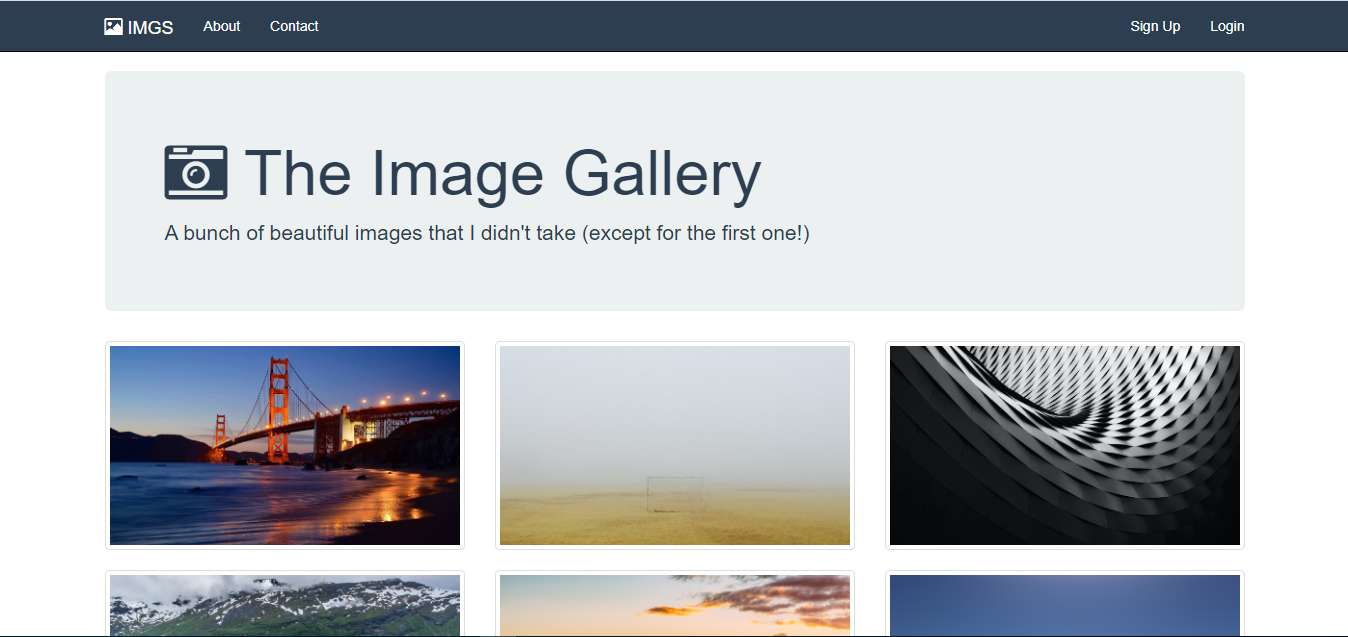 IMGS About Contact Sign Up Login
The Image Gallery
A bunch of beautiful images that I didn't take (except for the first one!)